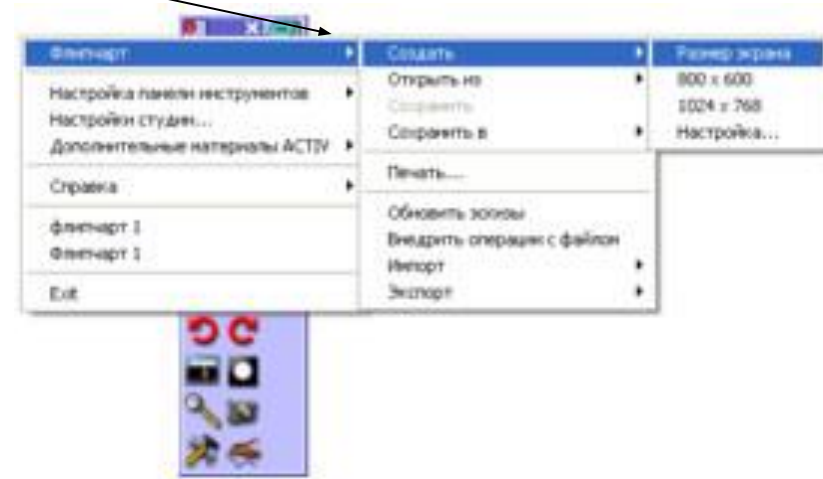 Флипчарт
Настройка панели инструментов
Настройки студии...
Дополнительные материалы ACTIV
Справка
флипчарт 1
Флипчарт 1
Exit
Создать
Открыть из
Сохранить
Сохранить в
Печать...
Обновить эскизы
Внедрить операции с файлом
Импорт
Экспорт
Размер экрана
800 x 600
1024 x 768
Настройка...